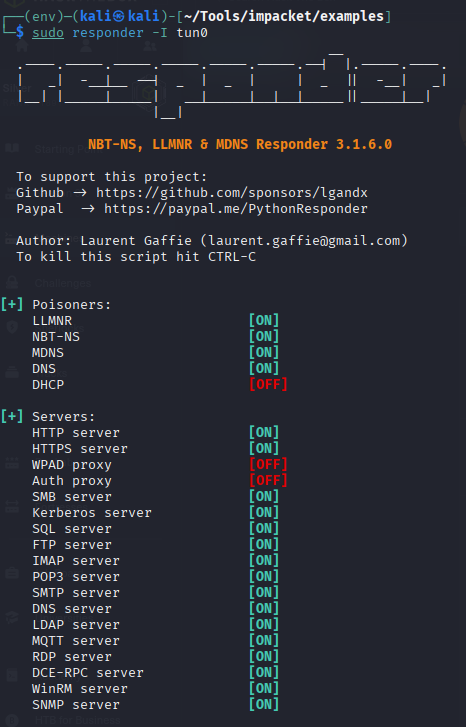 ┌──(env)─(kali㉿kali)-[~/Tools/impacket/examples]
└─$ sudo responder -I tun0
NBT-NS, LLMNR & MDNS Responder 3.1.6.0
To support this project:
Github -> https://github.com/sponsors/lgandx
Paypal  -> https://paypal.me/PythonResponder
Author: Laurent Gaffie (laurent.gaffie@gmail.com)
To kill this script hit CTRL-C
[+] Poisoners:
LLMNR [ON]
NBT-NS [ON]
MDNS [ON]
DNS [ON]
DHCP [OFF]
[+] Servers:
HTTP server [ON]
HTTPS server [ON]
WPAD proxy [OFF]
Auth proxy [OFF]
SMB server [ON]
Kerberos server [ON]
SQL server [ON]
FTP server [ON]
IMAP server [ON]
POP3 server [ON]
SMTP server [ON]
DNS server [ON]
LDAP server [ON]
MQTT server [ON]
RDP server [ON]
DCE-RPC server [ON]
WinRM server [ON]
SNMP server [ON]